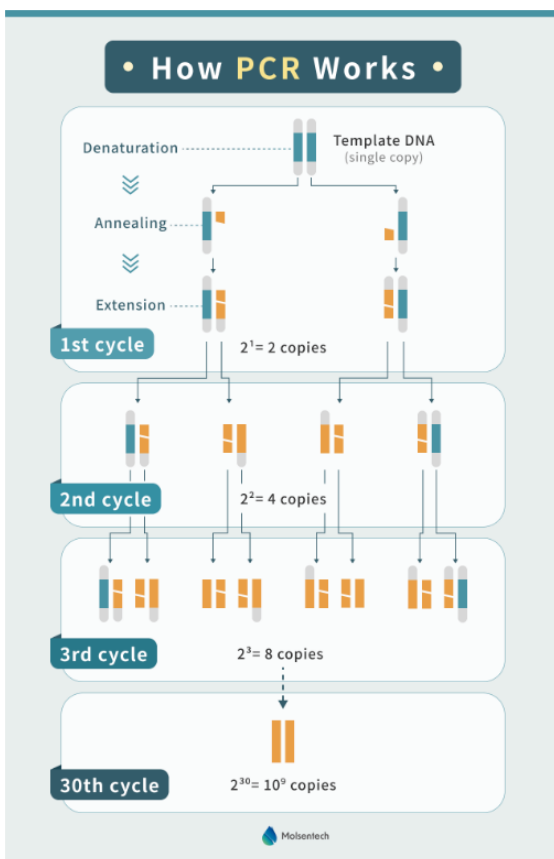 • How PCR Works •
Denaturation
Template DNA
(single copy)
Annealing
Extension
1st cycle
2¹= 2 copies
2nd cycle
2²= 4 copies
3rd cycle
2³= 8 copies
30th cycle
2³⁰= 10⁹ copies
Molsentech